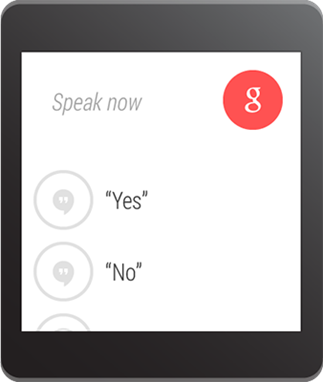 Speak now
g
“Yes”
“No”